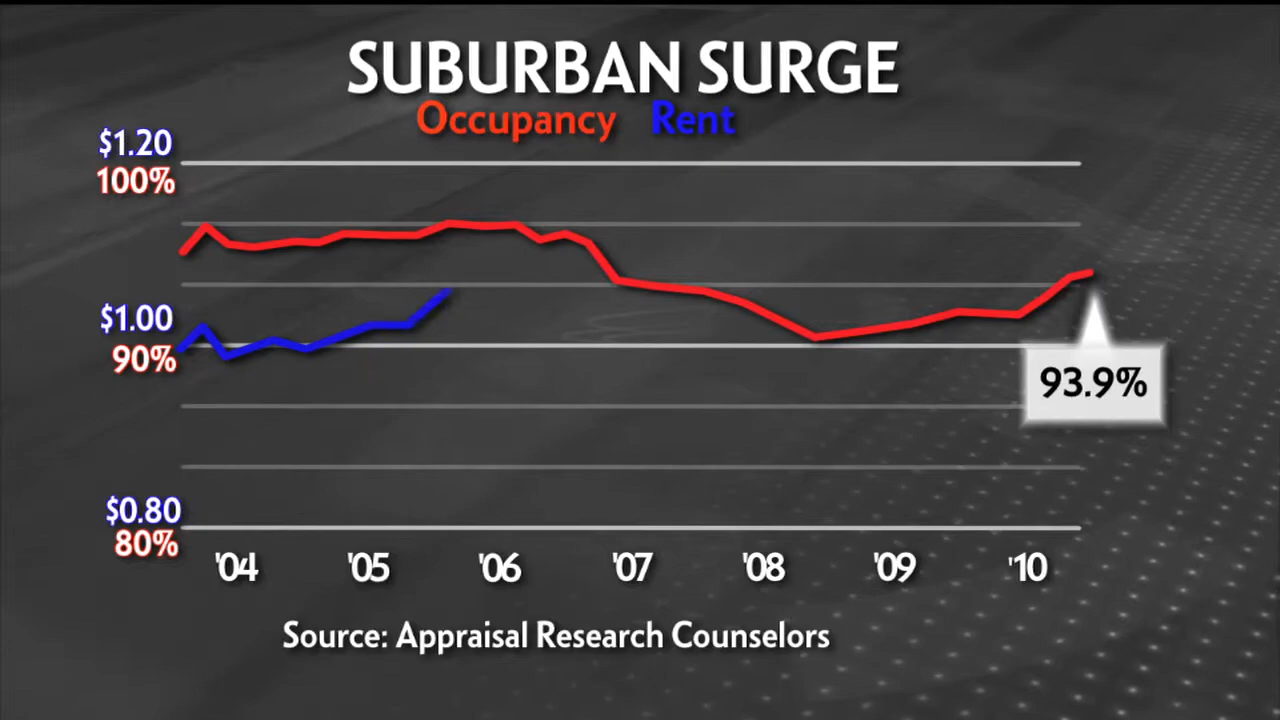 SUBURBAN SURGE
Occupancy Rent
$1.20
100%
$1.00
90%
93.9%
$0.80
80%
'04 '05 '06 '07 '08 '09 '10
Source: Appraisal Research Counselors